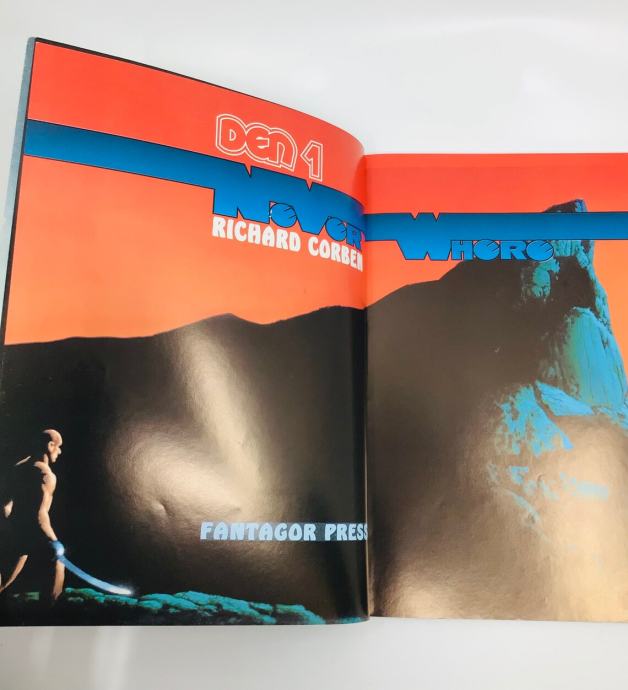 DEN 1
NeVer Where
RICHARD CORBEN
FANTAGOR PRESS